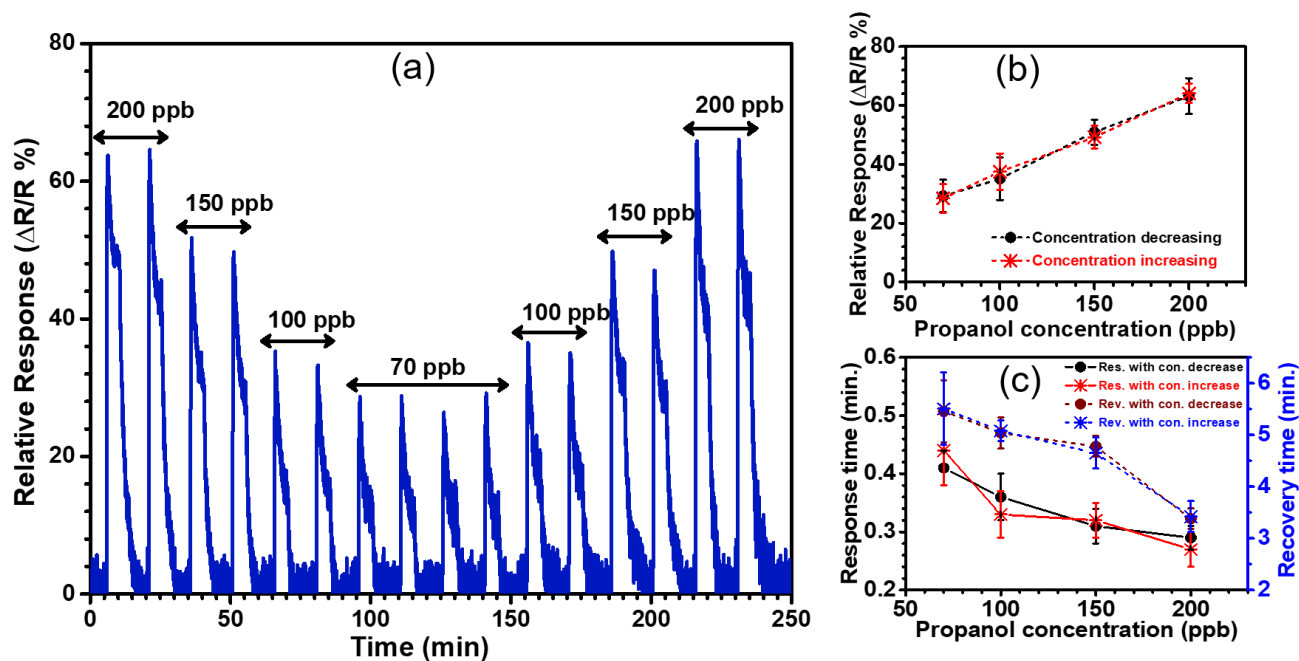 (a)
80
60
40
20
0
Relative Response (ΔR/R %)
200 ppb
150 ppb
100 ppb
70 ppb
100 ppb
150 ppb
200 ppb
0 50 100 150 200 250
Time (min)
(b)
80
60
40
20
0
Relative Response (ΔR/R %)
Concentration decreasing
Concentration increasing
50 100 150 200
Propanol concentration (ppb)
(c)
0.6
0.5
0.4
0.3
0.2
Response time (min.)
Res. with con. decrease
Res. with con. increase
Rev. with con. decrease
Rev. with con. increase
6
5
4
3
2
Recovery time (min.)
50 100 150 200
Propanol concentration (ppb)